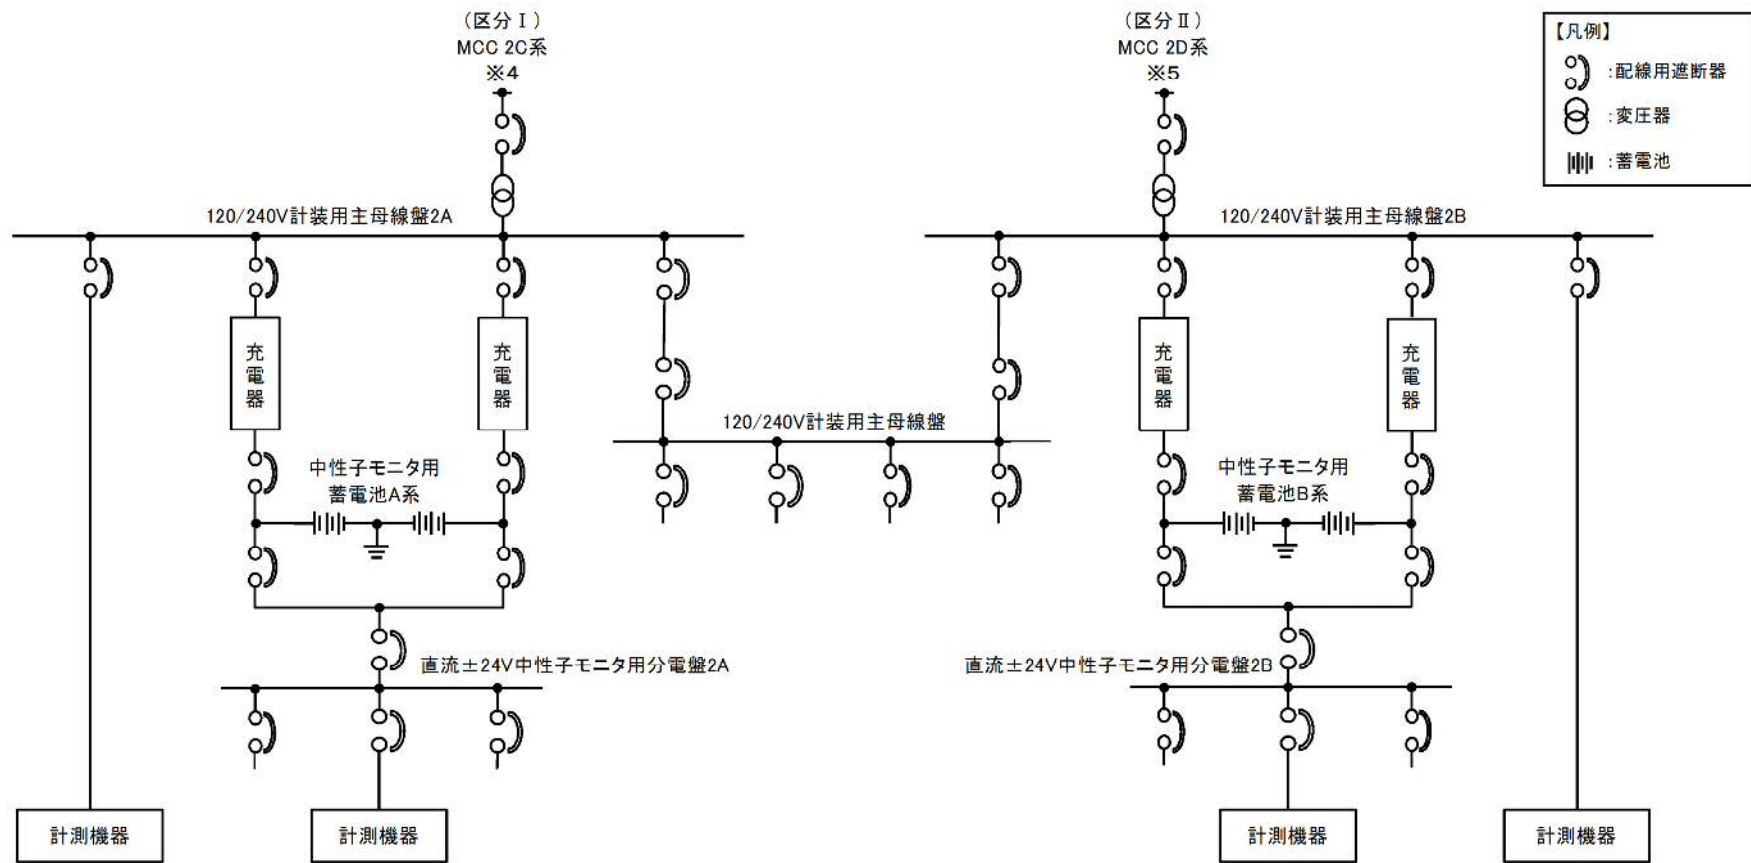 (区分Ⅰ)
MCC 2C系
※4
(区分Ⅱ)
MCC 2D系
※5
【凡例】
:配線用遮断器
:変圧器
:蓄電池
120/240V計装用主母線盤2A
120/240V計装用主母線盤2B
充電器
充電器
充電器
充電器
120/240V計装用主母線盤
中性子モニタ用
蓄電池A系
中性子モニタ用
蓄電池B系
直流±24V中性子モニタ用分電盤2A
直流±24V中性子モニタ用分電盤2B
計測機器
計測機器
計測機器
計測機器